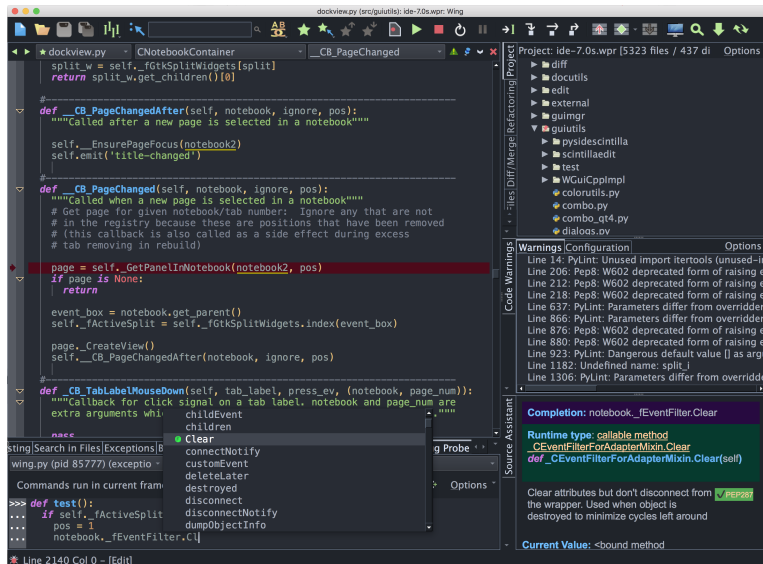 dockview.py (src/guiutils): ide-7.0s.wpr: Wing
dockview.py
CNotebookContainer
__CB_PageChanged
split_w = self._fGtkSplitWidgets[split]
return split_w.get_children()[0]
#
def __CB_PageChangedAfter(self, notebook, ignore, pos):
"""Called after a new page is selected in a notebook"""
self.__EnsurePageFocus(notebook2)
self.emit('title-changed')
#
def __CB_PageChanged(self, notebook, ignore, pos):
"""Called when a new page is selected in a notebook"""
# Get page for given notebook/tab number:  Ignore any that are not
# in the registry because these are positions that have been removed
# (this callback is also called as a side effect during excess
# tab removing in rebuild)
page = self._GetPanelInNotebook(notebook2, pos)
if page is None:
return
event_box = notebook.get_parent()
self._fActiveSplit = self._fGtkSplitWidgets.index(event_box)
page._CreateView()
self.__CB_PageChangedAfter(notebook, ignore, pos)
#
def _CB_TabLabelMouseDown(self, tab_label, press_ev, (notebook, page_num)):
"""Callback for click signal on a tab label. notebook and page_num are
extra arguments whi
."""
pass
childEvent
children
Clear
connectNotify
customEvent
deleteLater
descroyed
disconnect
disconnectNotify
dumpObjectInfo
sting
Search in Files
Exceptions
B
g Probe
wing.py (pid 85777) (exceptio
Commands run in current fram
Options
>>> def test():
... if self._fActiveSplit
... pos = 1
... notebook._fEventFilter.Cl
Line 2140 Col 0 - [Edit]
Project
Refactoring
Diff/Merge
Files
Project: ide-7.0s.wpr [5323 files / 437 di
Options
diff
docutils
edit
external
guimgr
guiutils
pysidescintilla
scintillaedit
test
WGuiCppImpl
colorutils.py
combo.py
combo_qt4.py
dialogs.py
Code Warnings
Warnings
Configuration
Options
Line 14: PyLint: Unused import itertools (unused-i
Line 206: Pep8: W602 deprecated form of raising e
Line 212: Pep8: W602 deprecated form of raising e
Line 218: Pep8: W602 deprecated form of raising e
Line 637: PyLint: Parameters differ from overridder
Line 866: PyLint: Parameters differ from overridder
Line 876: Pep8: W602 deprecated form of raising e
Line 880: Pep8: W602 deprecated form of raising e
Line 923: PyLint: Dangerous default value [] as argu
Line 1182: Undefined name: split_i
Line 1306: PyLint: Parameters differ from overridde
Source Assistant
Completion: notebook._fEventFilter.Clear
Runtime type: callable method
_CEventFilterForAdapterMixin.Clear
def _CEventFilterForAdapterMixin.Clear(self)
Clear attributes but don't disconnect from
the wrapper. Used when object is
destroyed to minimize cycles left around
PEP287
Current Value: <bound method